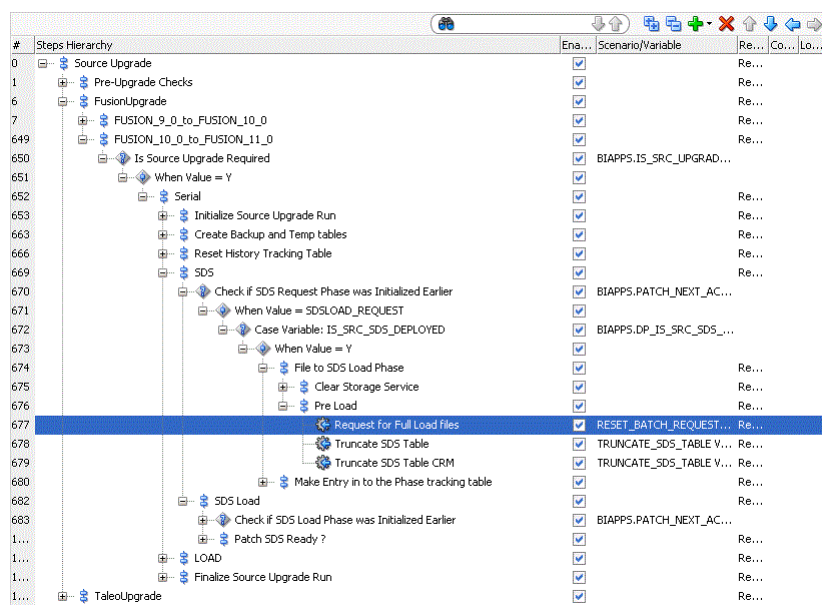 # Steps Hierarchy Ena... Scenario/Variable Re... Co... Lo...
0 Source Upgrade Re...
1 Pre-Upgrade Checks Re...
6 FusionUpgrade Re...
7 FUSION_9_0_to_FUSION_10_0 Re...
649 FUSION_10_0_to_FUSION_11_0 Re...
650 Is Source Upgrade Required BIAPPS.IS_SRC_UPGRAD...
651 When Value = Y
652 Serial Re...
653 Initialize Source Upgrade Run Re...
663 Create Backup and Temp tables Re...
666 Reset History Tracking Table Re...
669 SDS Re...
670 Check if SDS Request Phase was Initialized Earlier BIAPPS.PATCH_NEXT_AC...
671 When Value = SDSLOAD_REQUEST
672 Case Variable: IS_SRC_SDS_DEPLOYED BIAPPS.DP_IS_SRC_SDS_...
673 When Value = Y
674 File to SDS Load Phase Re...
675 Clear Storage Service Re...
676 Pre Load Re...
677 Request for Full Load files RESET_BATCH_REQUEST... Re...
678 Truncate SDS Table TRUNCATE_SDS_TABLE V... Re...
679 Truncate SDS Table CRM TRUNCATE_SDS_TABLE V... Re...
680 Make Entry in to the Phase tracking table Re...
682 SDS Load Re...
683 Check if SDS Load Phase was Initialized Earlier BIAPPS.PATCH_NEXT_AC...
1... Patch SDS Ready ? Re...
1... LOAD Re...
1... Finalize Source Upgrade Run Re...
1... TaleoUpgrade Re...